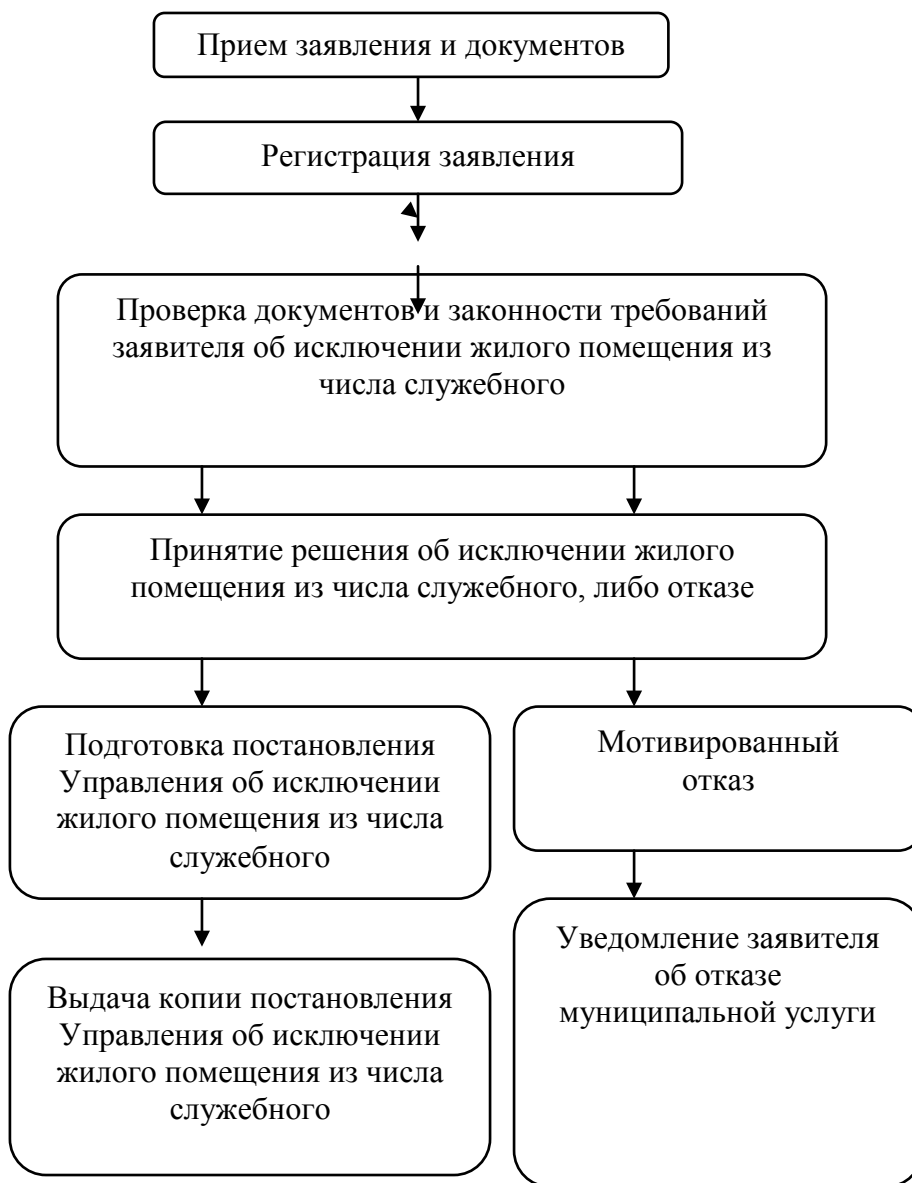 Прием заявления и документов
Регистрация заявления
Проверка документов и законности требований
заявителя об исключении жилого помещения из
числа служебного
Принятие решения об исключении жилого
помещения из числа служебного, либо отказе
Подготовка постановления
Управления об исключении
жилого помещения из числа
служебного
Мотивированный
отказ
Выдача копии постановления
Управления об исключении
жилого помещения из числа
служебного
Уведомление заявителя
об отказе
муниципальной услуги